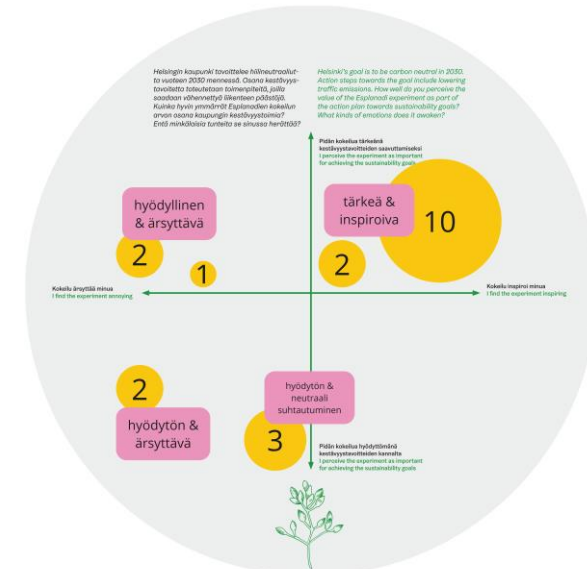 Helsingin kaupunki tavoittelee hiilineutraaliut-
ta vuoteen 2030 mennessä. Osana kestävyys-
tavoitetta toteutetaan toimenpiteitä, joilla
saadaan vähennettyä liikenteen päästöjä.
Kuinka hyvin ymmärrät Esplanadien kokeilun
arvon osana kaupungin kestävyystoimia?
Entä minkälaisia tunteita se sinussa herättää?
Helsinki's goal is to be carbon neutral in 2030.
Action steps towards the goal include lowering
traffic emissions. How well do you perceive the
value of the Esplanadi experiment as part of
the action plan towards sustainability goals?
What kinds of emotions does it awaken?
Pidän kokeilua tärkeänä
kestävyystavoitteiden saavuttamiseksi
I perceive the experiment as important
for achieving the sustainability goals
hyödyllinen
& ärsyttävä
2
1
tärkeä &
inspiroiva
10
2
Kokeilu ärsyttää minua
I find the experiment annoying
Kokeilu inspiroi minua
I find the experiment inspiring
2
hyödytön &
ärsyttävä
hyödytön &
neutraali
suhtautuminen
3
Pidän kokeilua hyödyttömänä
kestävyystavoitteiden kannalta
I perceive the experiment as important
for achieving the sustainability goals